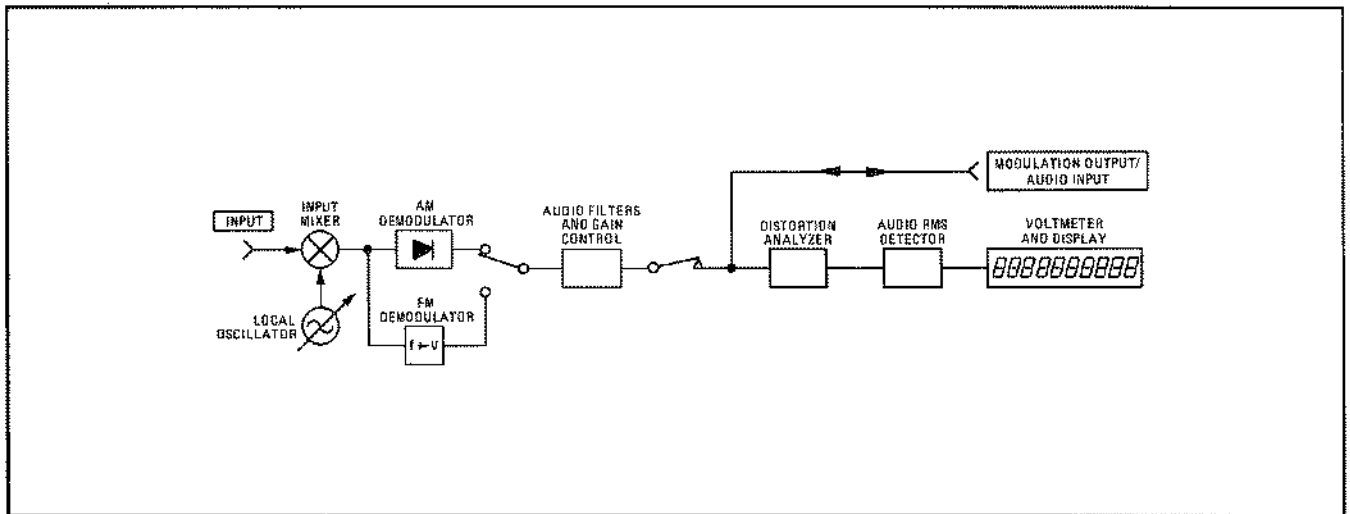 MODULATION OUTPUT/
AUDIO INPUT
INPUT
INPUT
MIXER
AM
DEMODULATOR
AUDIO FILTERS
AND GAIN
CONTROL
DISTORTION
ANALYZER
AUDIO RMS
DETECTOR
VOLTMETER
AND DISPLAY
8888888888
LOCAL
OSCILLATOR
FM
DEMODULATOR
f→V